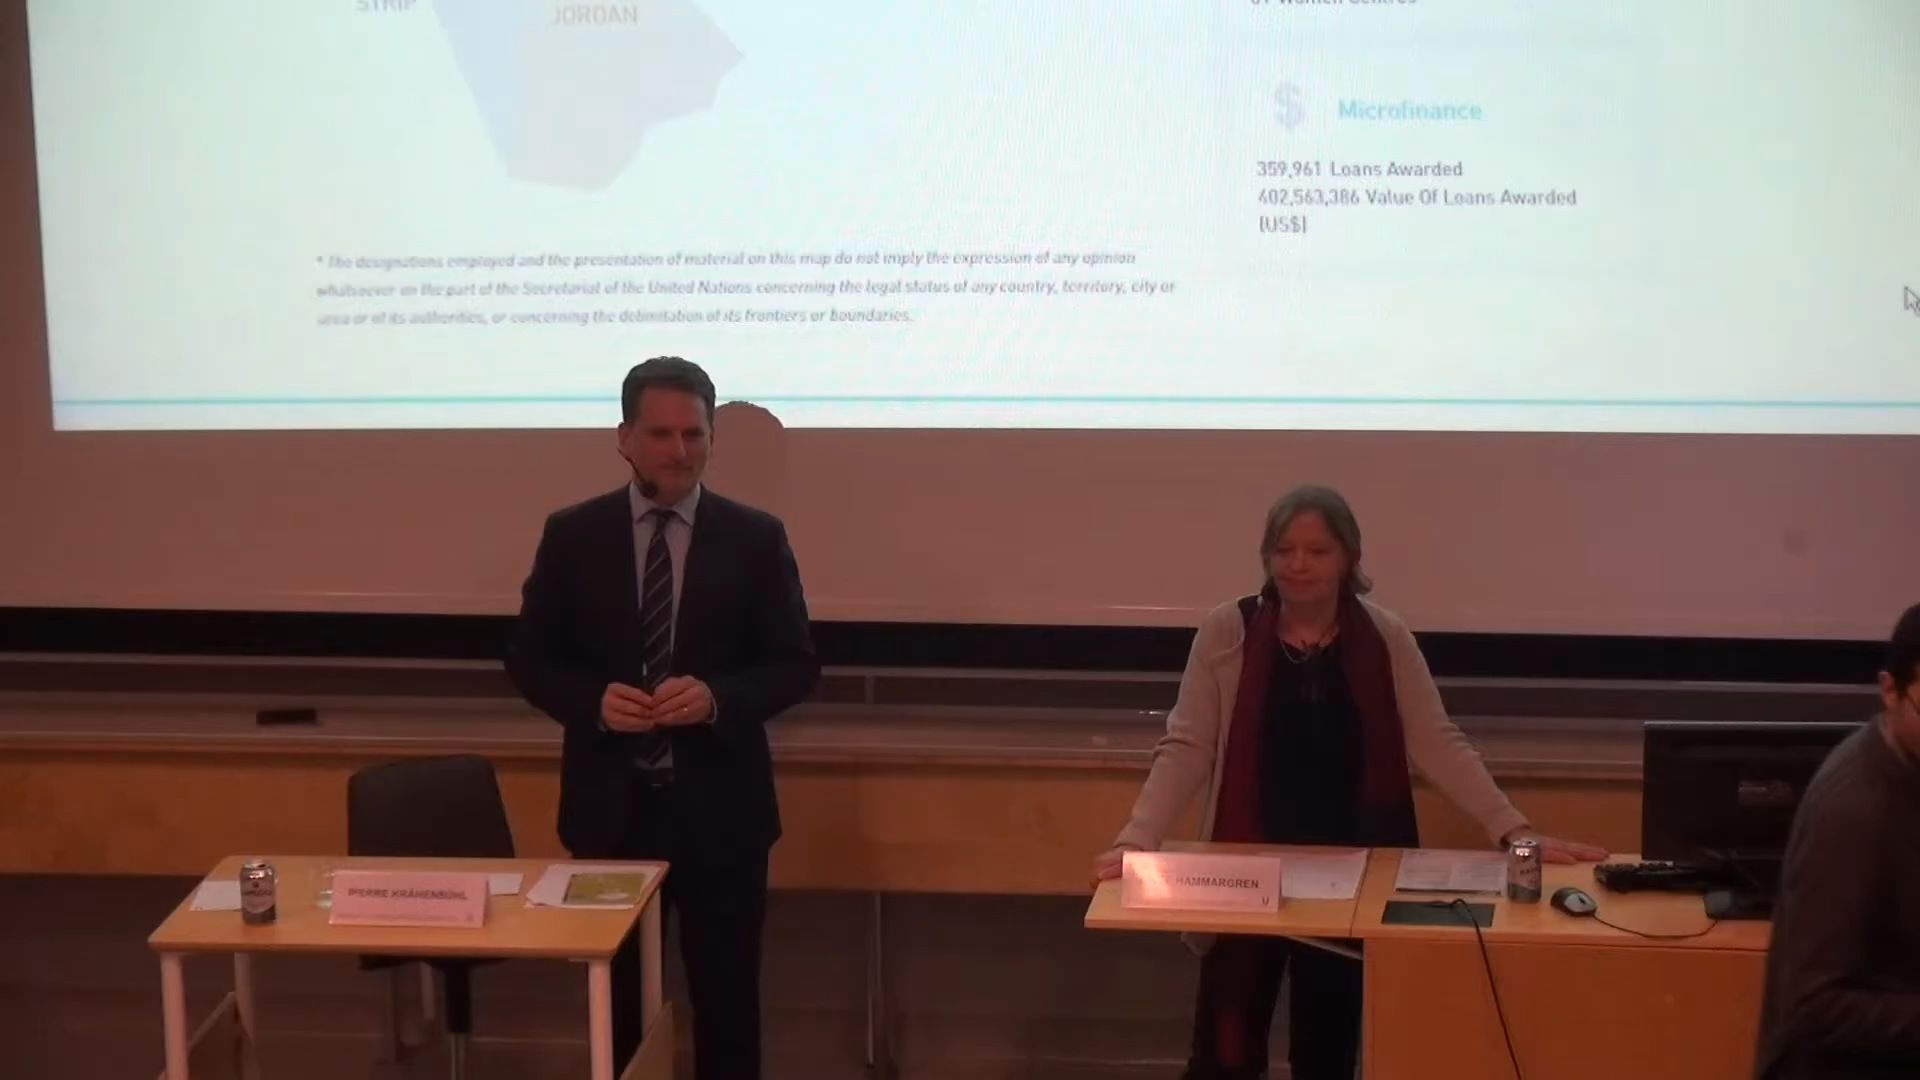 STRIP
JORDAN
$ Microfinance
359,961 Loans Awarded
402,563,386 Value Of Loans Awarded
(US$)
* The designations employed and the presentation of material on this map do not imply the expression of any opinion
whatsoever on the part of the Secretariat of the United Nations concerning the legal status of any country, territory, city or
area or of its authorities, or concerning the delimitation of its frontiers or boundaries.
PIERRE KRÄHENBÜHL
HAMMARGREN